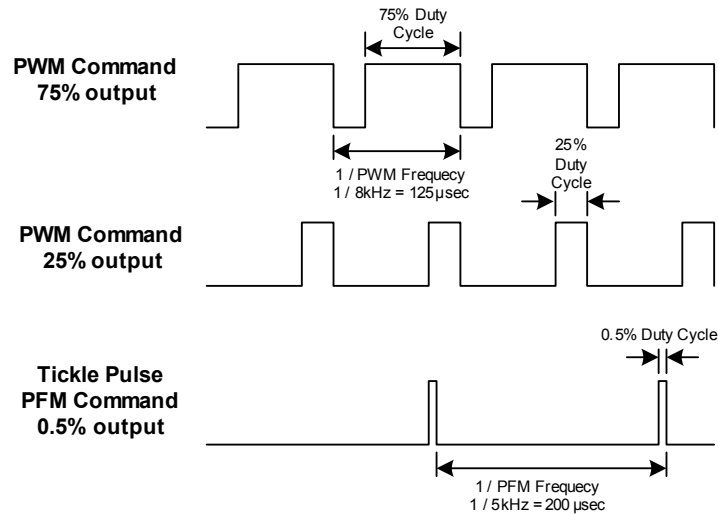 75% Duty
Cycle
PWM Command
75% output
1 / PWM Frequecy
1 / 8kHz = 125µsec
25%
Duty
Cycle
PWM Command
25% output
0.5% Duty Cycle
Tickle Pulse
PFM Command
0.5% output
1 / PFM Frequecy
1 / 5kHz = 200 µsec